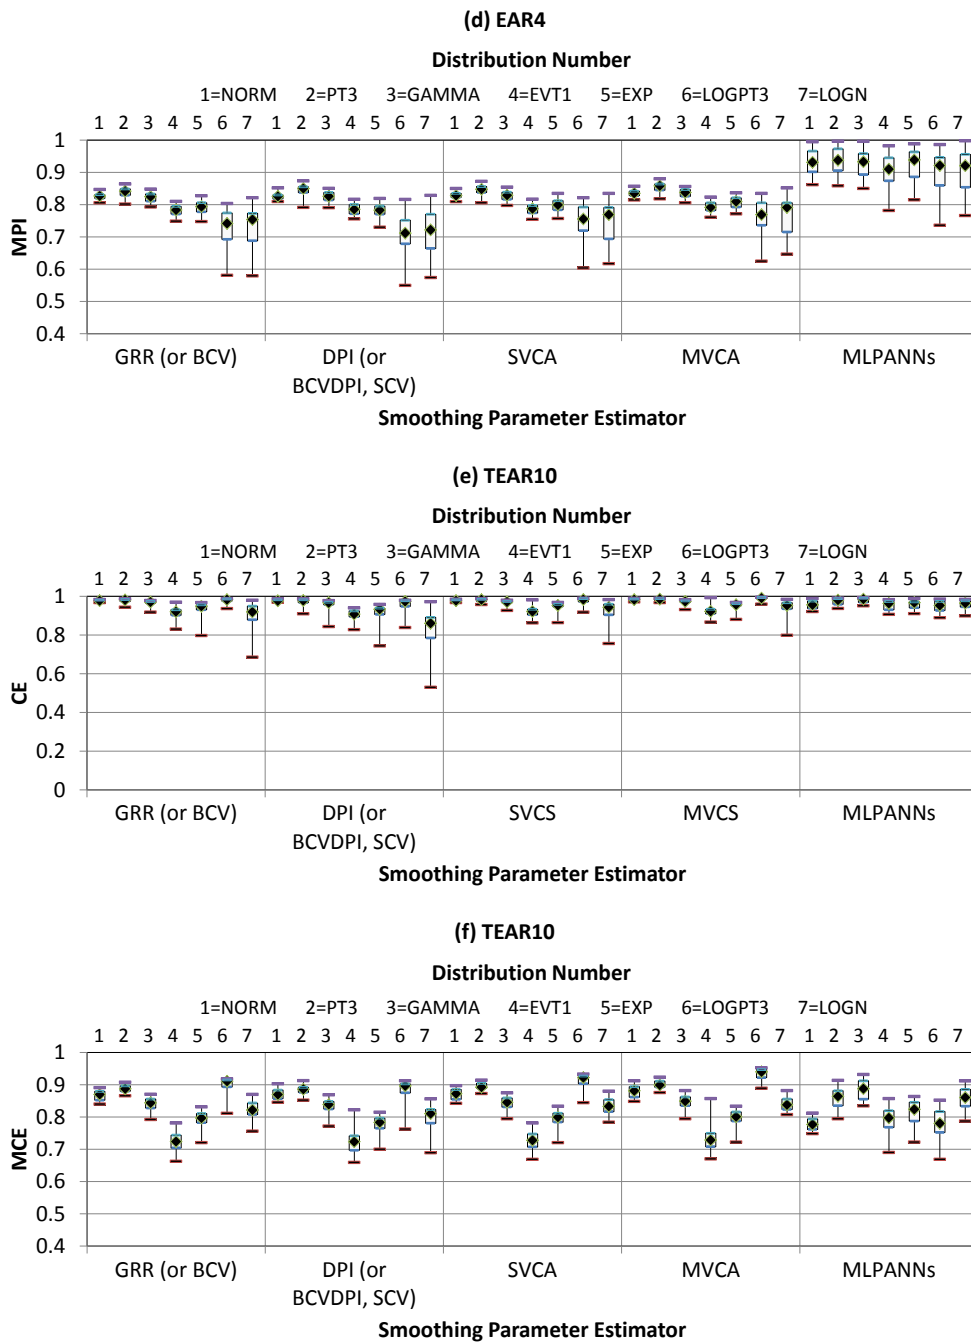 (d) EAR4
Distribution Number
1=NORM 2=PT3 3=GAMMA 4=EVT1 5=EXP 6=LOGPT3 7=LOGN
1 2 3 4 5 6 7 1 2 3 4 5 6 7 1 2 3 4 5 6 7 1 2 3 4 5 6 7 1 2 3 4 5 6 7
1
0.9
0.8
0.7
0.6
0.5
0.4
MPI
GRR (or BCV) DPI (or SVCA MVCA MLPANNs
BCVDPI, SCV)
Smoothing Parameter Estimator
(e) TEAR10
Distribution Number
1=NORM 2=PT3 3=GAMMA 4=EVT1 5=EXP 6=LOGPT3 7=LOGN
1 2 3 4 5 6 7 1 2 3 4 5 6 7 1 2 3 4 5 6 7 1 2 3 4 5 6 7 1 2 3 4 5 6 7
1
0.8
0.6
0.4
0.2
0
CE
GRR (or BCV) DPI (or SVCS MVCS MLPANNs
BCVDPI, SCV)
Smoothing Parameter Estimator
(f) TEAR10
Distribution Number
1=NORM 2=PT3 3=GAMMA 4=EVT1 5=EXP 6=LOGPT3 7=LOGN
1 2 3 4 5 6 7 1 2 3 4 5 6 7 1 2 3 4 5 6 7 1 2 3 4 5 6 7 1 2 3 4 5 6 7
1
0.9
0.8
0.7
0.6
0.5
0.4
MCE
GRR (or BCV) DPI (or SVCA MVCA MLPANNs
BCVDPI, SCV)
Smoothing Parameter Estimator